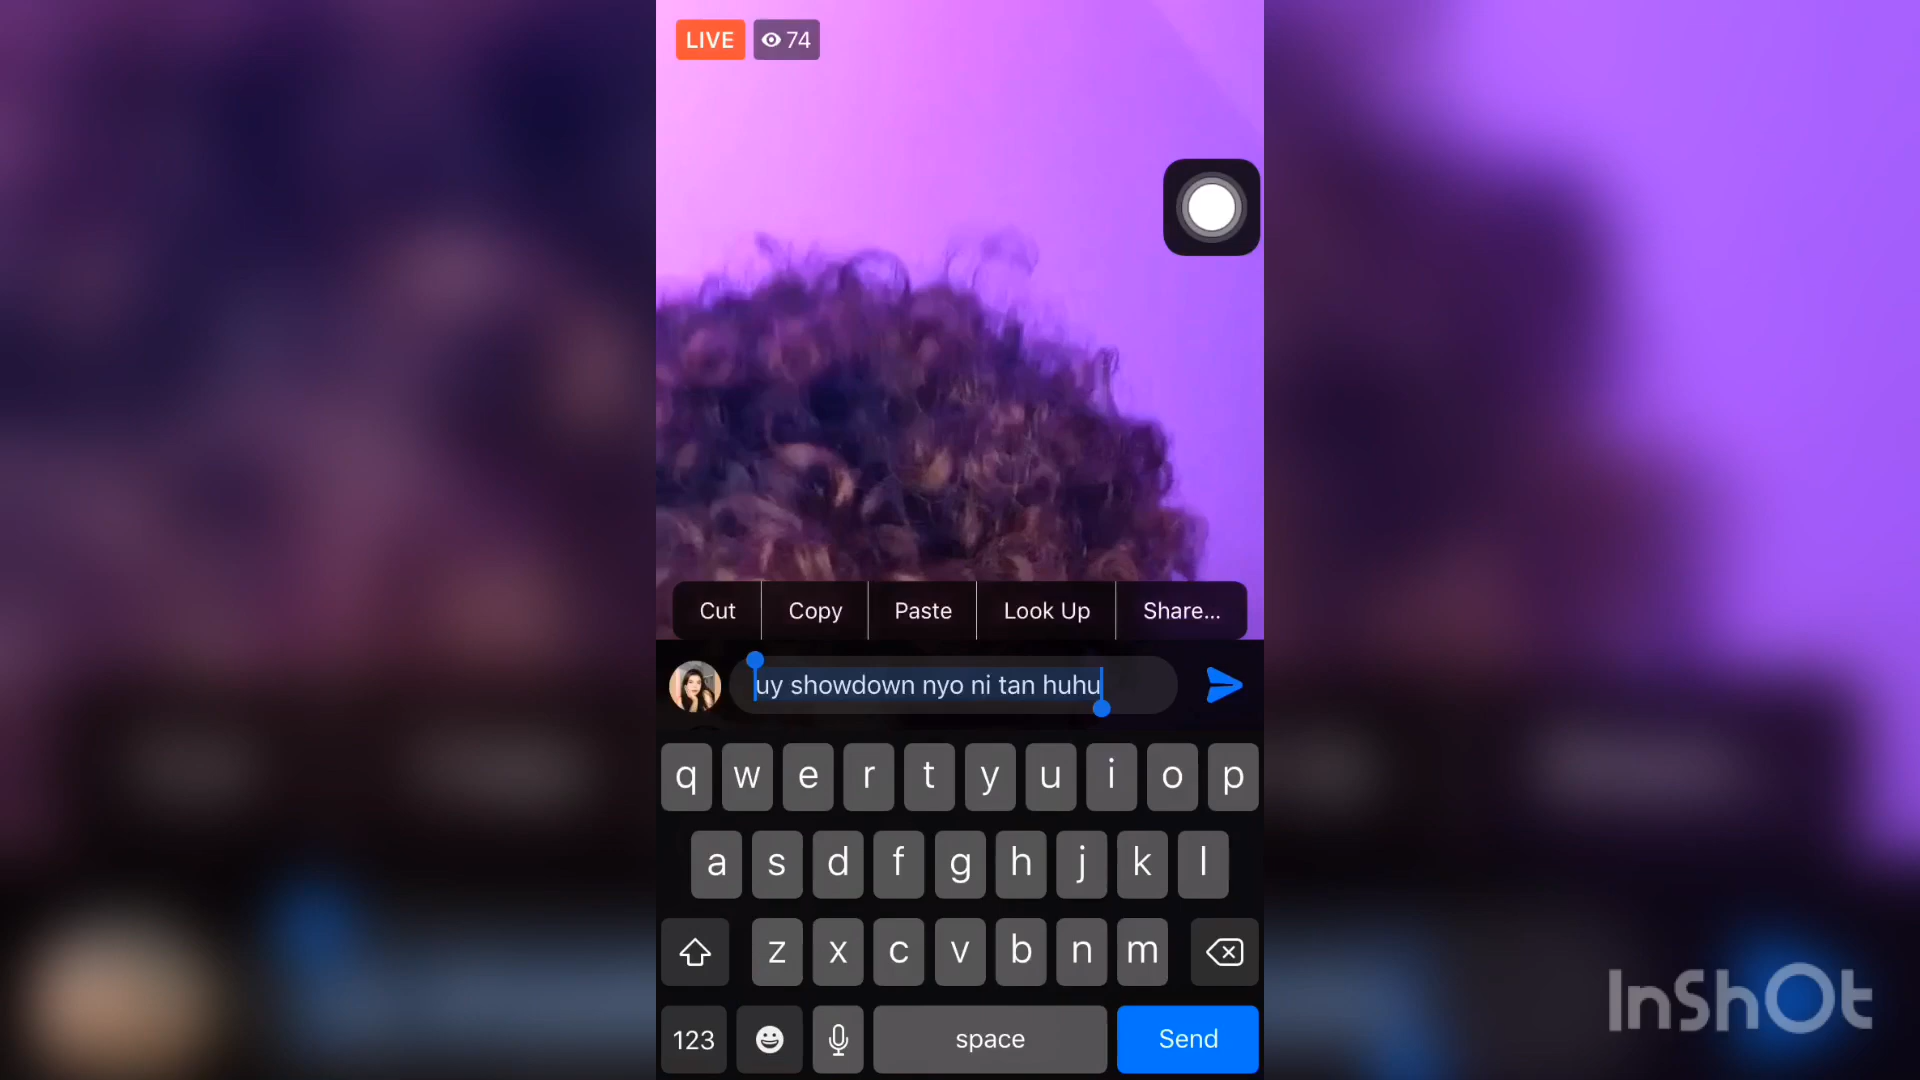 LIVE 74
Cut Copy Paste Look Up Share...
uy showdown nyo ni tan huhu
q w e r t y u i o p
a s d f g h j k l
z x c v b n m
123 space Send
InShOt